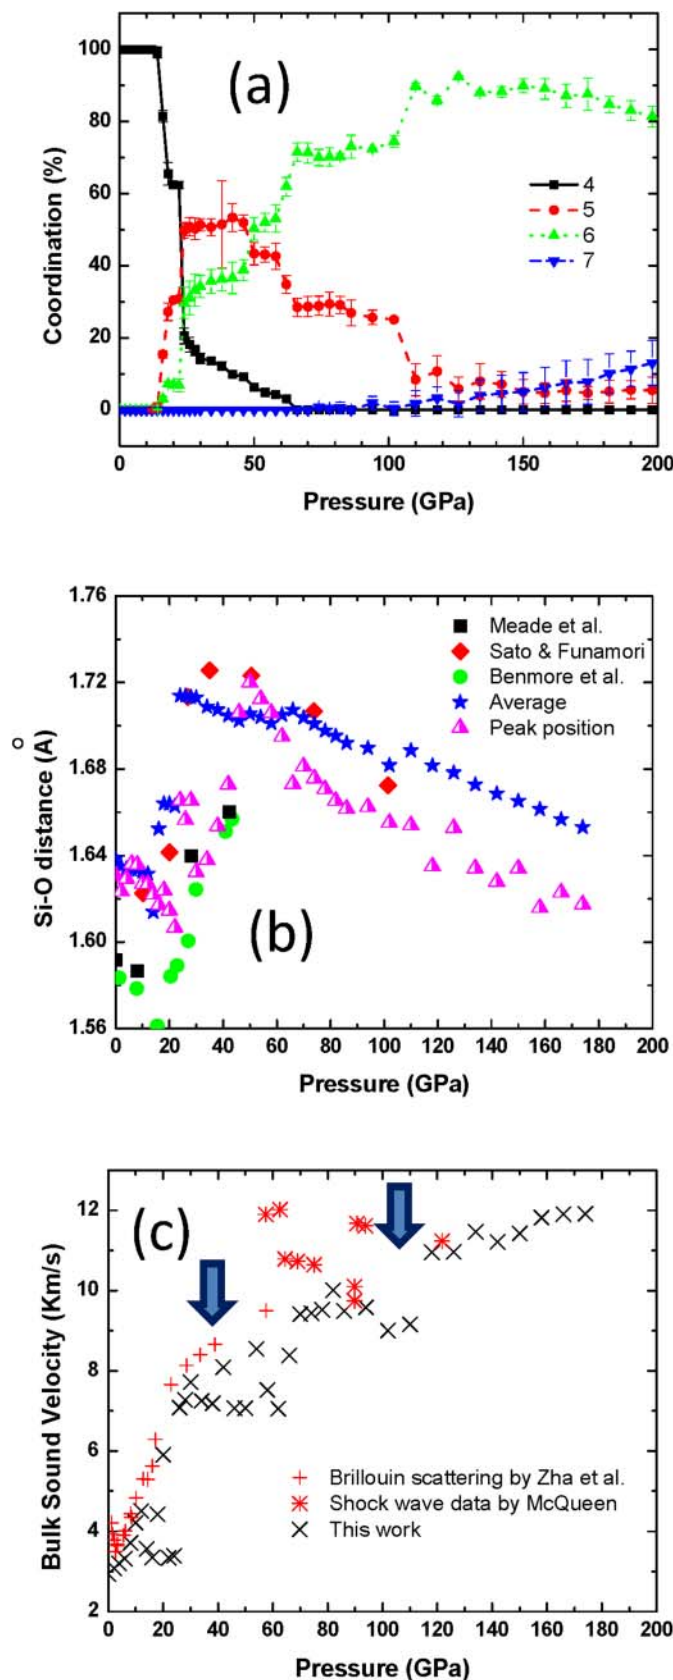 100
80
60
40
20
0
Coordination (%)
(a)
4
5
6
7
0
50
100
150
200
Pressure (GPa)
1.76
1.72
1.68
1.64
1.60
1.56
Si-O distance (Å)
Meade et al.
Sato & Funamori
Benmore et al.
Average
Peak position
(b)
0 20 40 60 80 100 120 140 160 180 200
Pressure (GPa)
12
10
8
6
4
2
Bulk Sound Velocity (Km/s)
(c)
Brillouin scattering by Zha et al.
Shock wave data by McQueen
This work
0 20 40 60 80 100 120 140 160 180 200
Pressure (GPa)